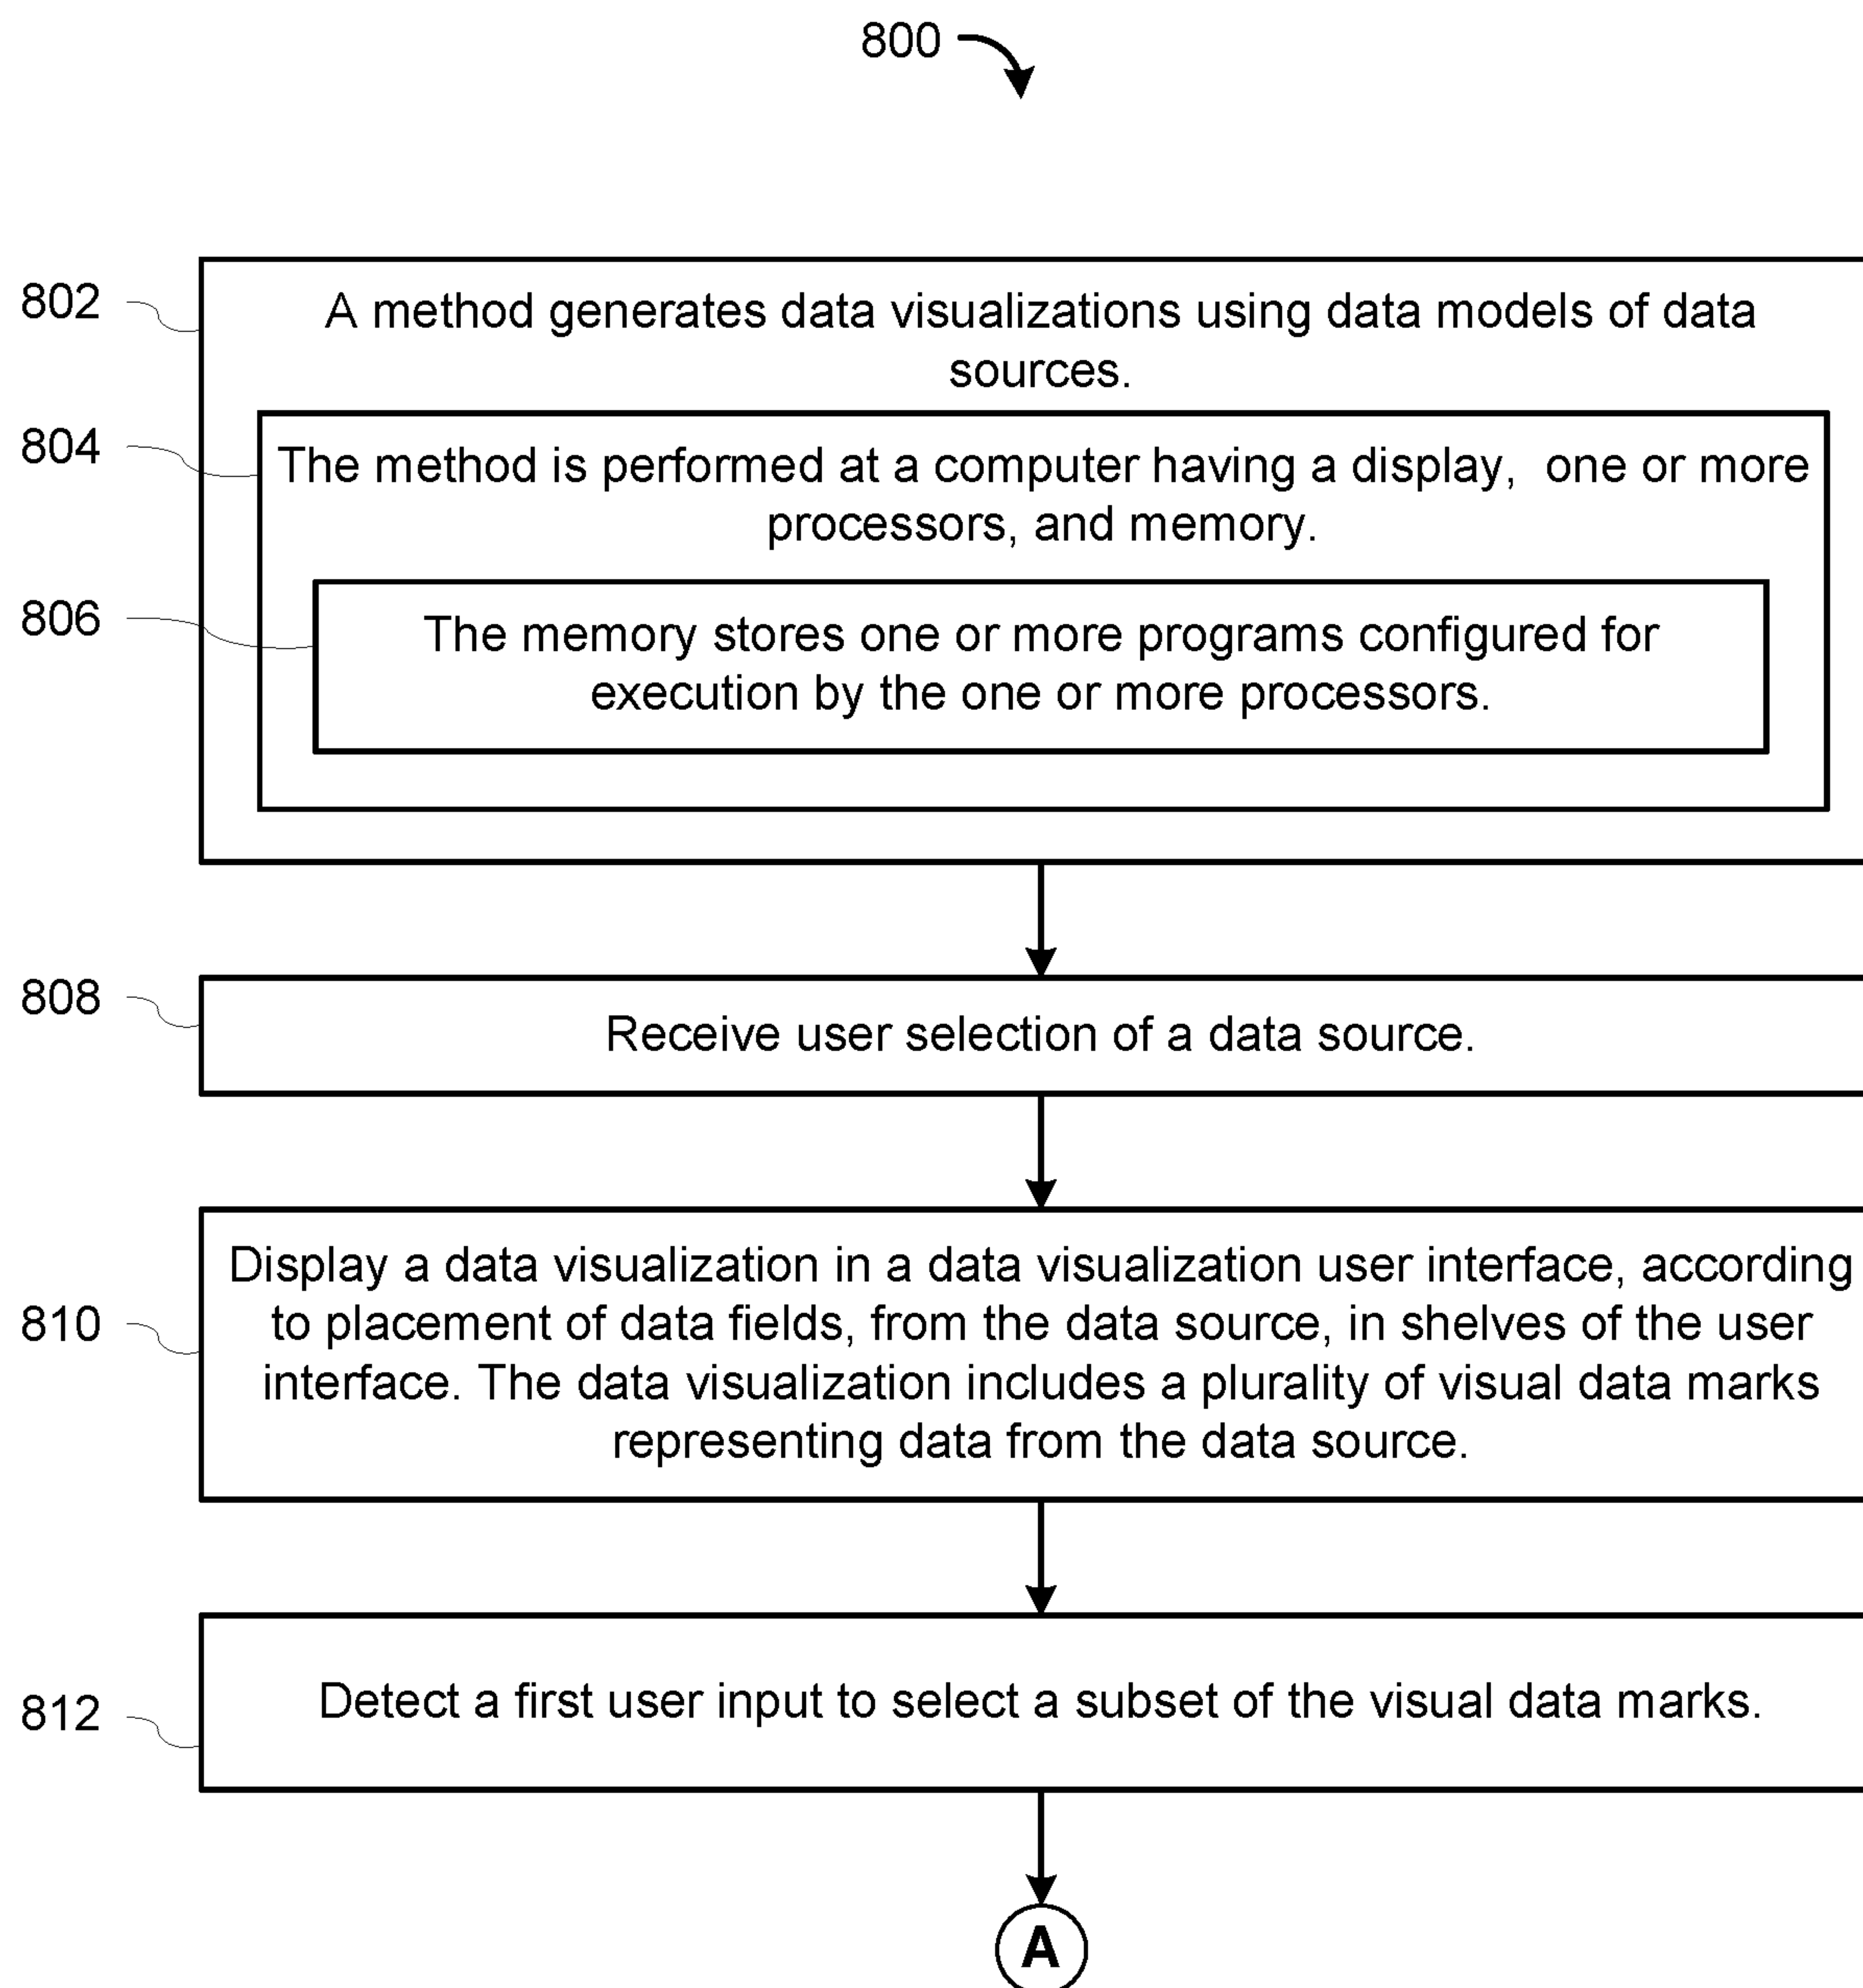 800
802
A method generates data visualizations using data models of data
sources.
804
The method is performed at a computer having a display, one or more
processors, and memory.
806
The memory stores one or more programs configured for
execution by the one or more processors.
808
Receive user selection of a data source.
Display a data visualization in a data visualization user interface, according
810
to placement of data fields, from the data source, in shelves of the user
interface. The data visualization includes a plurality of visual data marks
representing data from the data source.
812
Detect a first user input to select a subset of the visual data marks.
A